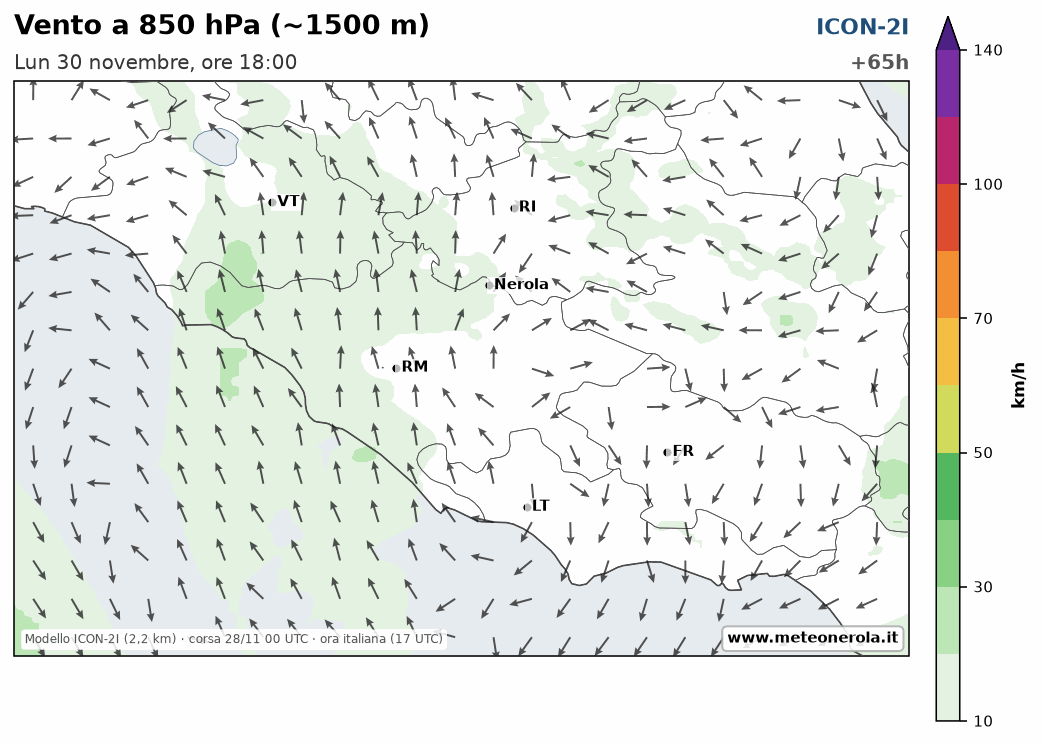 Vento a 850 hPa (~1500 m)
ICON-2I
Lun 30 novembre, ore 18:00
+65h
140
100
70
50
30
10
km/h
VT
RI
Nerola
RM
FR
LT
Modello ICON-2I (2,2 km) · corsa 28/11 00 UTC · ora italiana (17 UTC)
www.meteonerola.it